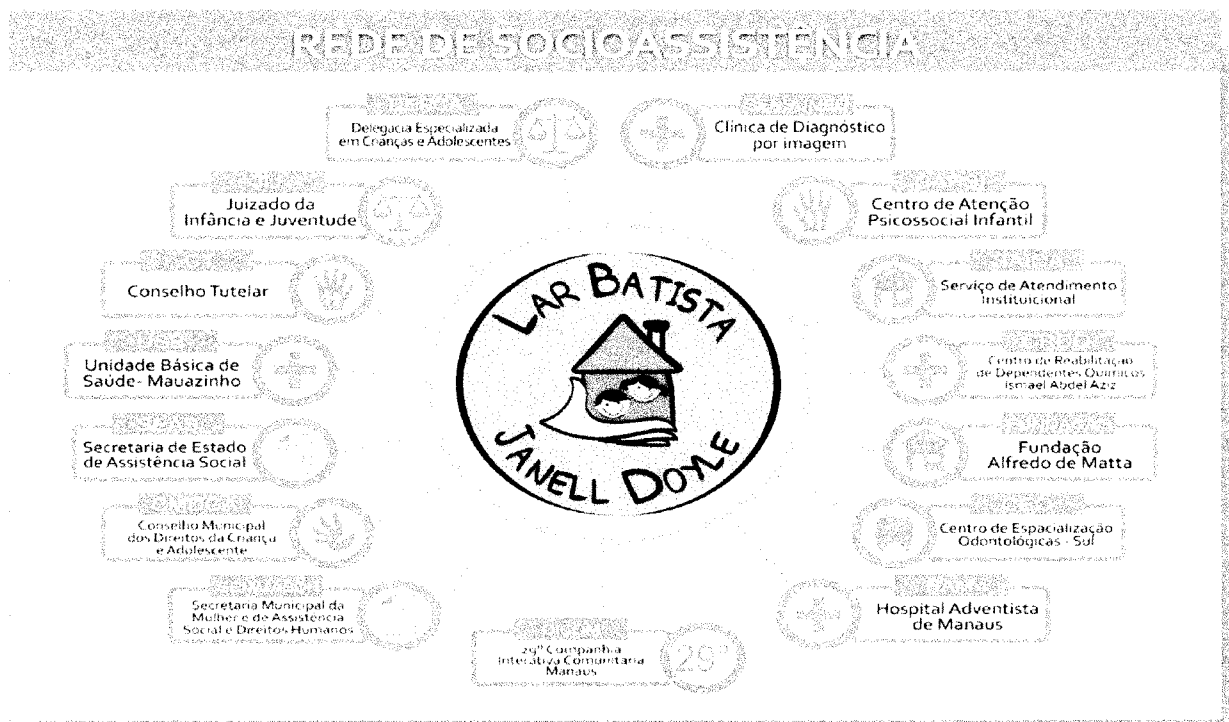 REDE DE SOCIOASSISTÊNCIA
Delegacia Especializada
em Crianças e Adolescentes
Clínica de Diagnóstico
por imagem
Juizado da
Infância e Juventude
Centro de Atenção
Psicossocial Infantil
Conselho Tutelar
Serviço de Atendimento
Instituicional
Unidade Básica de
Saúde- Mauazinho
Centro de Reabilitação
de Dependentes Químicos
Ismael Abdel Aziz
Secretaria de Estado
de Assistência Social
Fundação
Alfredo de Matta
Conselho Municipal
dos Direitos da Criança
e Adolescente
Centro de Espacialização
Odontológicas - Sul
Secretaria Municipal da
Mulher e de Assistência
Social e Direitos Humanos
Hospital Adventista
de Manaus
29º Companhia
Interativa Comunitária
Manaus
29º
LAR BATISTA
JANELL DOYLE